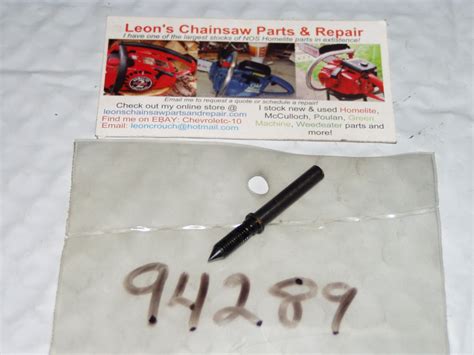 Leon's Chainsaw Parts & Repair
I have one of the largest stocks of NOS Homelite parts in existence!
Email me to request a quote or schedule a repair!
Check out my online store @
leonschainsawpartsandrepair.com
Find me on EBAY: Chevroletc-10
Email: leoncrouch@hotmail.com
I stock new & used Homelite,
McCulloch, Poulan, Green
Machine, Weedeater parts and
more!
94289